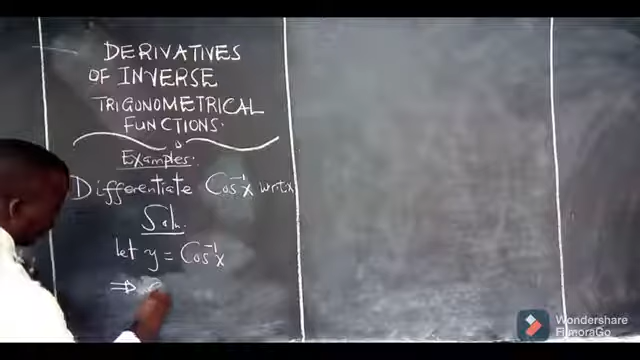 DERIVATIVES
OF INVERSE
TRIGONOMETRICAL
FUNCTIONS.
Examples.
Differentiate Cos⁻¹x wrt x
Soln.
let y = Cos⁻¹x
⇒
Wondershare
FilmoraGo